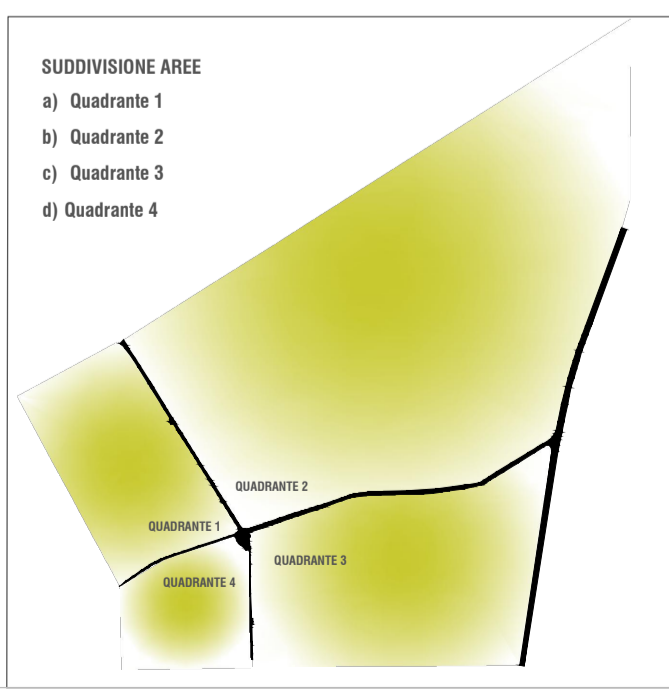 SUDDIVISIONE AREE
a) Quadrante 1
b) Quadrante 2
c) Quadrante 3
d) Quadrante 4
QUADRANTE 2
QUADRANTE 1
QUADRANTE 3
QUADRANTE 4